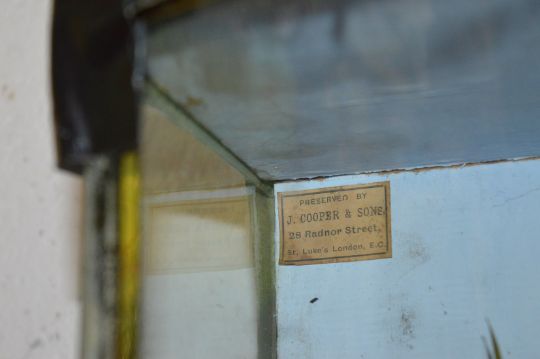 PRESERVED BY
J. COOPER & SONS,
28 Radnor Street,
St. Luke's London, E.C.